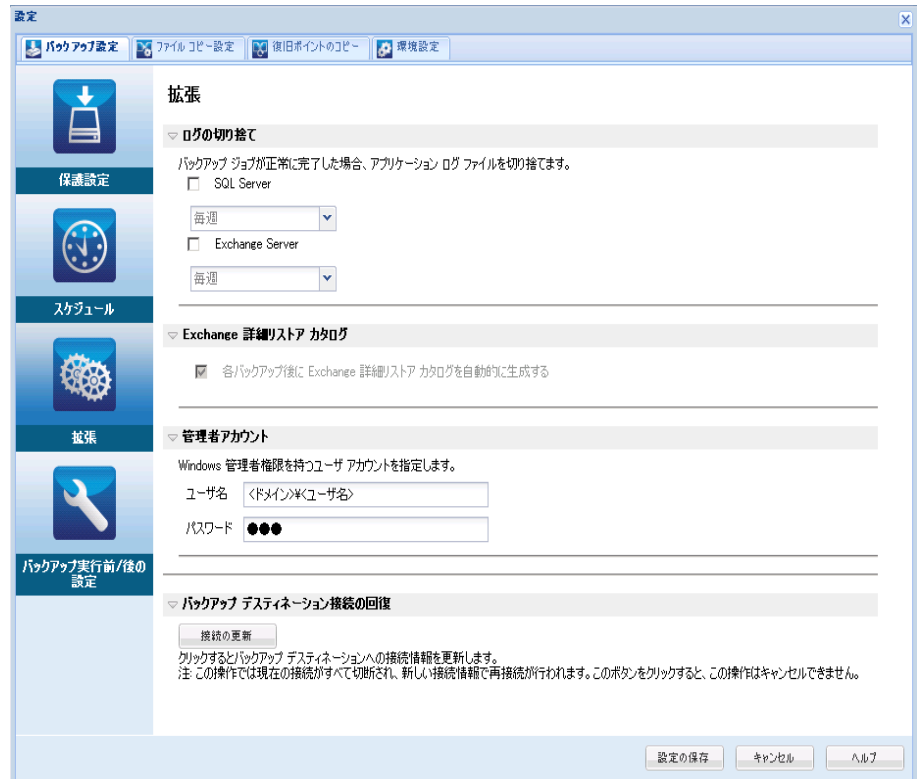 設定
バックアップ設定 ファイル コピー設定 復旧ポイントのコピー 環境設定
保護設定
スケジュール
拡張
バックアップ実行前/後の
設定
拡張
ログの切り捨て
バックアップ ジョブが正常に完了した場合、アプリケーション ログ ファイルを切り捨てます。
SQL Server
毎週
Exchange Server
毎週
Exchange 詳細リストア カタログ
各バックアップ後に Exchange 詳細リストア カタログを自動的に生成する
管理者アカウント
Windows 管理者権限を持つユーザ アカウントを指定します。
ユーザ名 <ドメイン>¥<ユーザ名>
パスワード ●●●
バックアップ デスティネーション接続の回復
接続の更新
クリックするとバックアップ デスティネーションへの接続情報を更新します。
注: この操作では現在の接続がすべて切断され、新しい接続情報で再接続が行われます。このボタンをクリックすると、この操作はキャンセルできません。
設定の保存 キャンセル ヘルプ